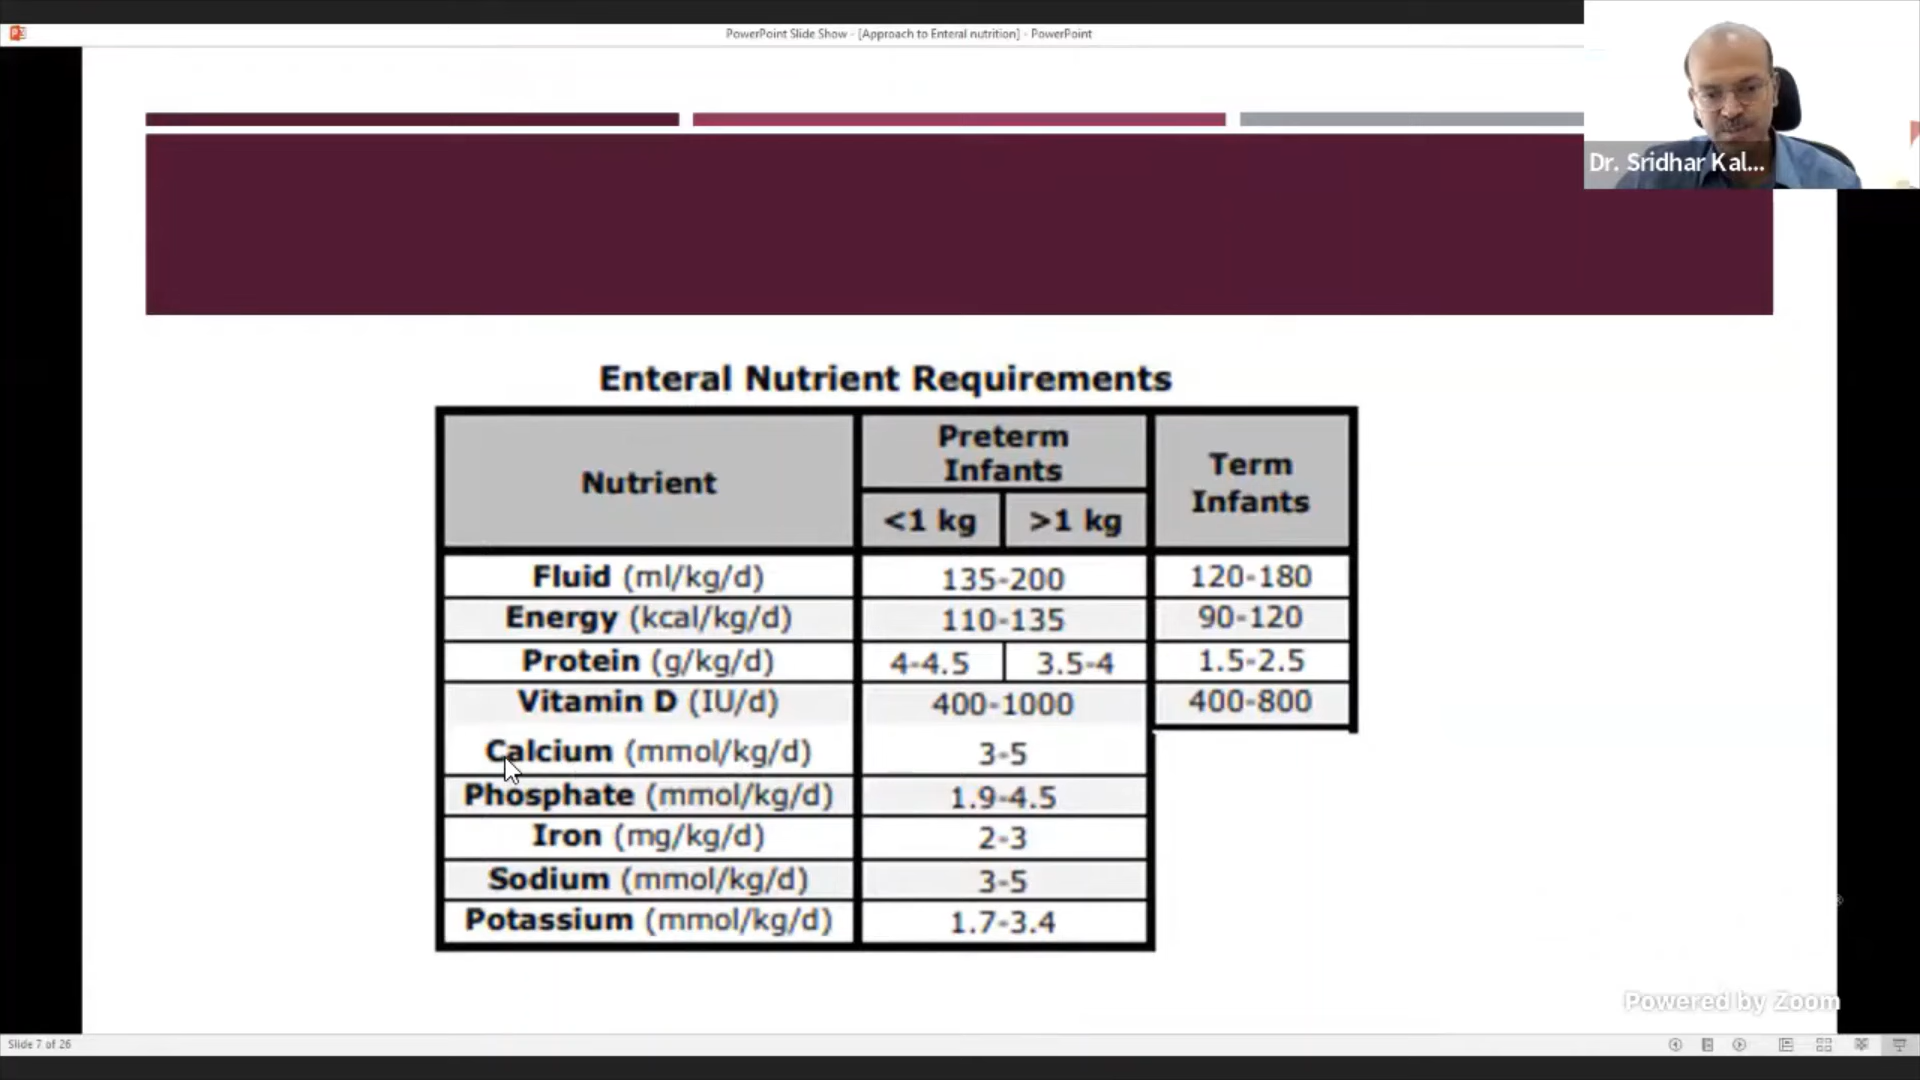 PowerPoint Slide Show - [Approach to Enteral nutrition] - PowerPoint
Dr. Sridhar Kal...
Enteral Nutrient Requirements
Nutrient
Preterm
Infants
Term
Infants
<1 kg >1 kg
Fluid (ml/kg/d) 135-200 120-180
Energy (kcal/kg/d) 110-135 90-120
Protein (g/kg/d) 4-4.5 3.5-4 1.5-2.5
Vitamin D (IU/d) 400-1000 400-800
Calcium (mmol/kg/d) 3-5
Phosphate (mmol/kg/d) 1.9-4.5
Iron (mg/kg/d) 2-3
Sodium (mmol/kg/d) 3-5
Potassium (mmol/kg/d) 1.7-3.4
Powered by Zoom
Slide 7 of 26